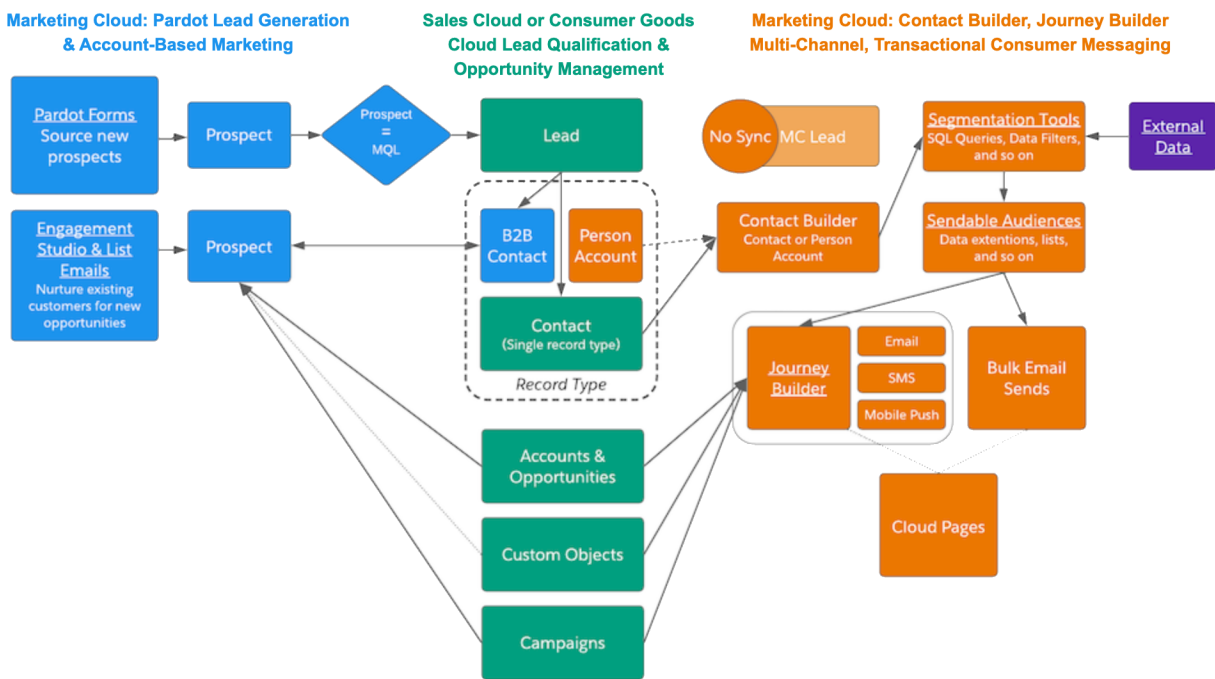 Marketing Cloud: Pardot Lead Generation
& Account-Based Marketing
Sales Cloud or Consumer Goods
Cloud Lead Qualification &
Opportunity Management
Marketing Cloud: Contact Builder, Journey Builder
Multi-Channel, Transactional Consumer Messaging
Pardot Forms
Source new
prospects
Prospect
Prospect
=
MQL
Lead
No Sync
MC Lead
Segmentation Tools
SQL Queries, Data Filters,
and so on
External
Data
Engagement
Studio & List
Emails
Nurture existing
customers for new
opportunities
Prospect
B2B
Contact
Person
Account
Contact
(Single record type)
Record Type
Contact Builder
Contact or Person
Account
Sendable Audiences
Data extentions, lists,
and so on
Journey
Builder
Email
SMS
Mobile Push
Bulk Email
Sends
Accounts &
Opportunities
Custom Objects
Campaigns
Cloud Pages